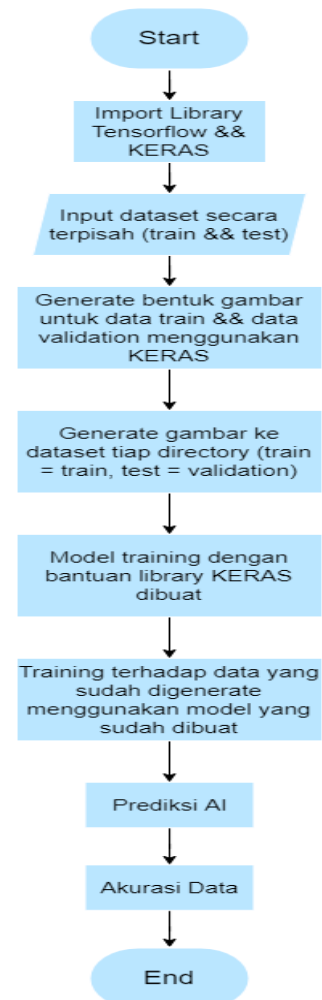 Start
Import Library
Tensorflow &&
KERAS
Input dataset secara
terpisah (train && test)
Generate bentuk gambar
untuk data train && data
validation menggunakan
KERAS
Generate gambar ke
dataset tiap directory (train
= train, test = validation)
Model training dengan
bantuan library KERAS
dibuat
Training terhadap data yang
sudah digenerate
menggunakan model yang
sudah dibuat
Prediksi AI
Akurasi Data
End